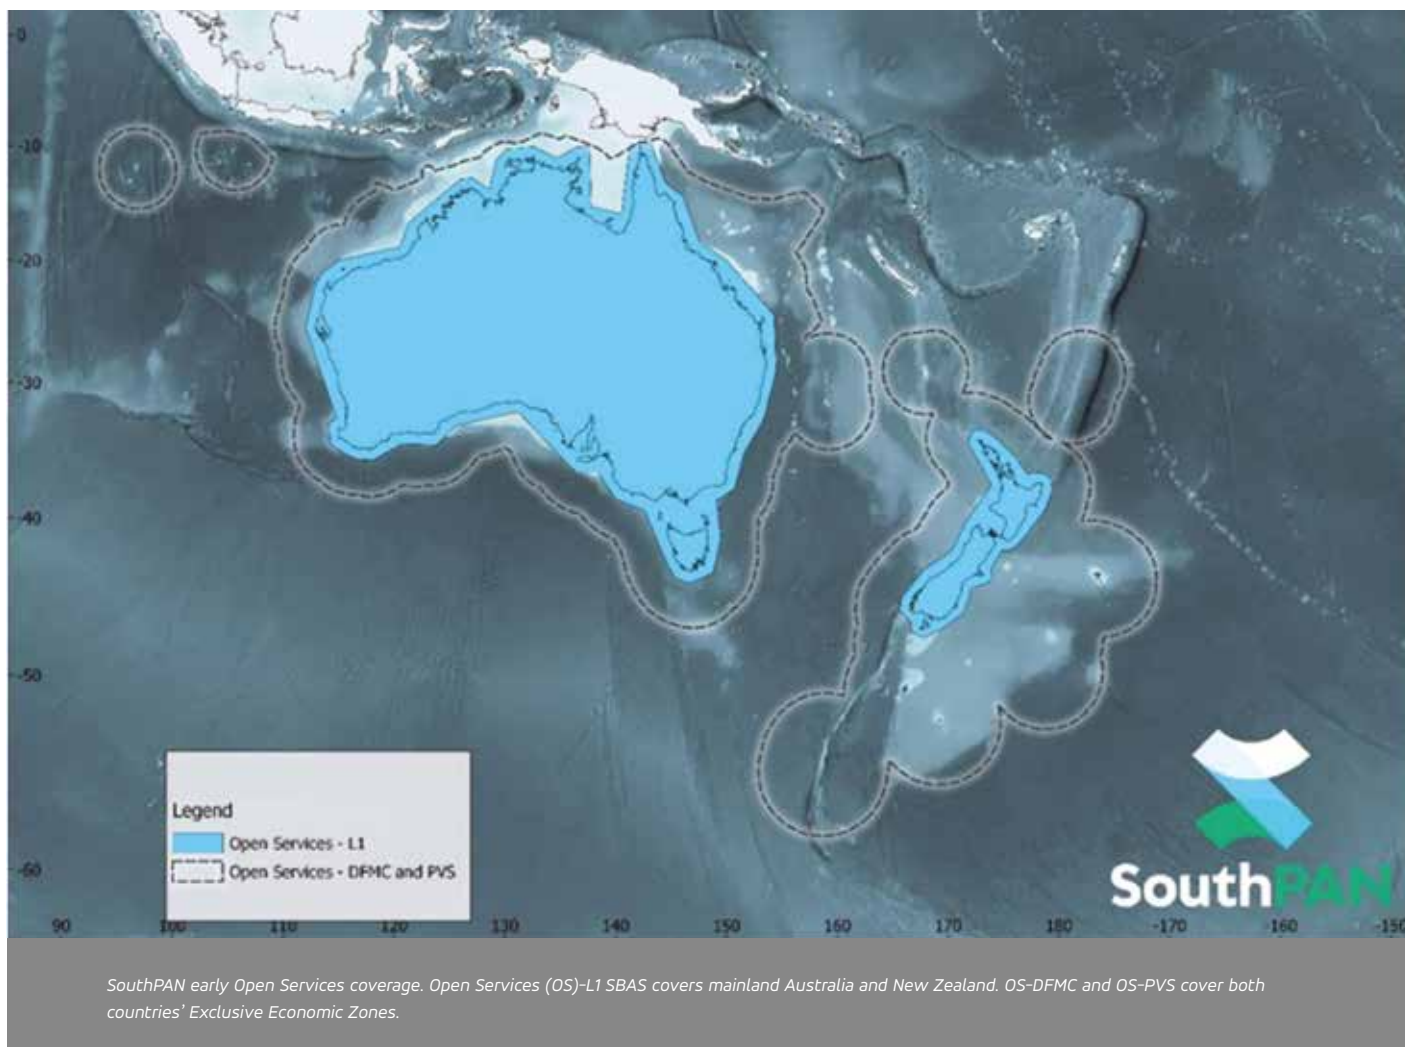 0
-10
-20
-30
-40
-50
-60
90 100 110 120 130 140 150 160 170 180 -170 -160 -150
Legend
Open Services - L1
Open Services - DFMC and PVS
SouthPAN
SouthPAN early Open Services coverage. Open Services (OS)-L1 SBAS covers mainland Australia and New Zealand. OS-DFMC and OS-PVS cover both
countries’ Exclusive Economic Zones.